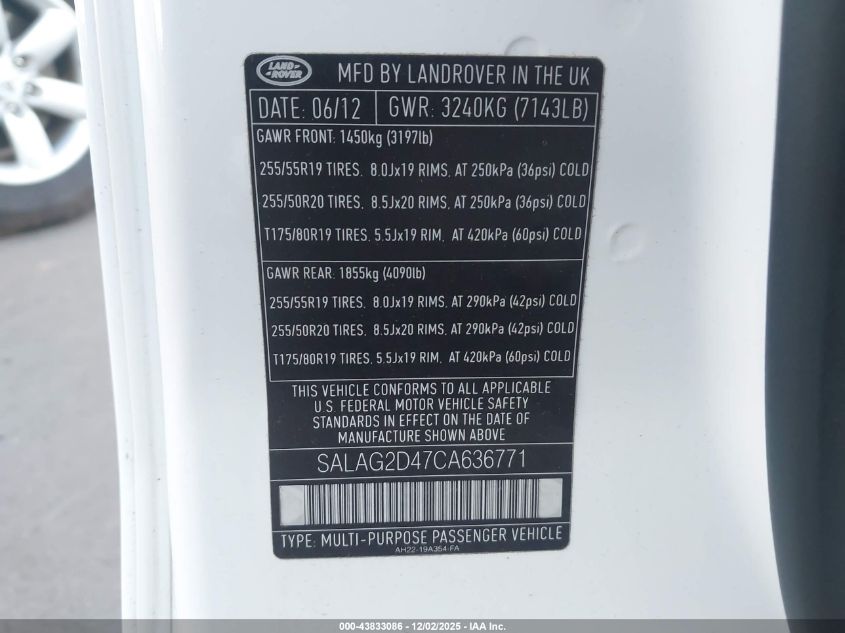 LAND-
-ROVER
MFD BY LANDROVER IN THE UK
DATE: 06/12 GWR: 3240KG (7143LB)
GAWR FRONT: 1450kg (3197lb)
255/55R19 TIRES, 8.0Jx19 RIMS, AT 250kPa (36psi) COLD
255/50R20 TIRES, 8.5Jx20 RIMS, AT 250kPa (36psi) COLD
T175/80R19 TIRES, 5.5Jx19 RIM, AT 420kPa (60psi) COLD
GAWR REAR: 1855kg (4090lb)
255/55R19 TIRES, 8.0Jx19 RIMS, AT 290kPa (42psi) COLD
255/50R20 TIRES, 8.5Jx20 RIMS, AT 290kPa (42psi) COLD
T175/80R19 TIRES, 5.5Jx19 RIM, AT 420kPa (60psi) COLD
THIS VEHICLE CONFORMS TO ALL APPLICABLE
U.S. FEDERAL MOTOR VEHICLE SAFETY
STANDARDS IN EFFECT ON THE DATE OF
MANUFACTURE SHOWN ABOVE
SALAG2D47CA636771
TYPE: MULTI-PURPOSE PASSENGER VEHICLE
AH22-19A354-FA
000-43833086 - 12/02/2025 - IAA Inc.